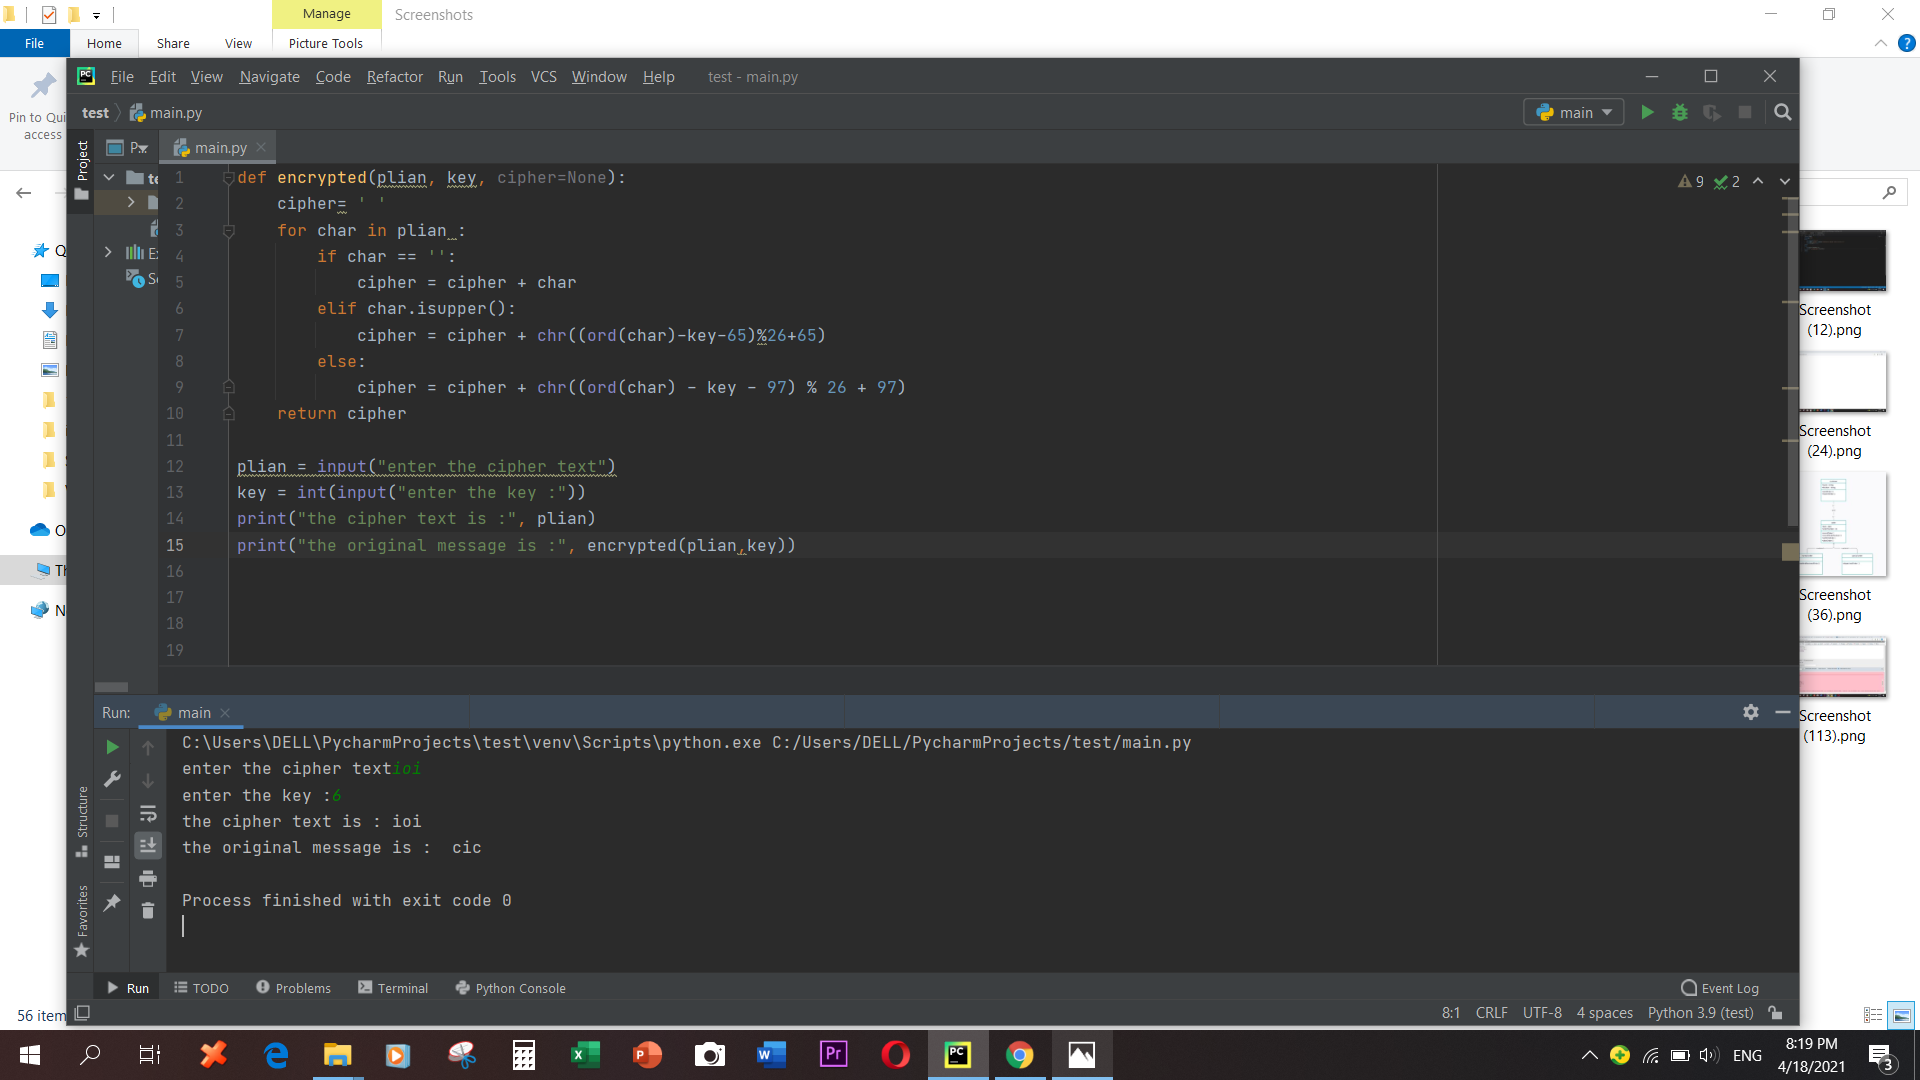 Manage
Screenshots
File
Home
Share
View
Picture Tools
Pin to Qui
access
PC
File Edit View Navigate Code Refactor Run Tools VCS Window Help
test - main.py
test
main.py
main
Project
P
main.py
te
E
Sc
9
2
1 def encrypted(plian, key, cipher=None):
2 cipher= ' '
3 for char in plian :
4 if char == '':
5 cipher = cipher + char
6 elif char.isupper():
7 cipher = cipher + chr((ord(char)-key-65)%26+65)
8 else:
9 cipher = cipher + chr((ord(char) - key - 97) % 26 + 97)
10 return cipher
11
12 plian = input("enter the cipher text")
13 key = int(input("enter the key :"))
14 print("the cipher text is :", plian)
15 print("the original message is :", encrypted(plian,key))
16
17
18
19
Q
O
Th
N
56 item
Screenshot
(12).png
Screenshot
(24).png
Screenshot
(36).png
Screenshot
(113).png
Run:
main
C:\Users\DELL\PycharmProjects\test\venv\Scripts\python.exe C:/Users/DELL/PycharmProjects/test/main.py
enter the cipher textioi
enter the key :6
the cipher text is : ioi
the original message is :  cic
Process finished with exit code 0
Structure
Favorites
Run
TODO
Problems
Terminal
Python Console
Event Log
8:1 CRLF UTF-8 4 spaces Python 3.9 (test)
Pr
PC
ENG
8:19 PM
4/18/2021
3